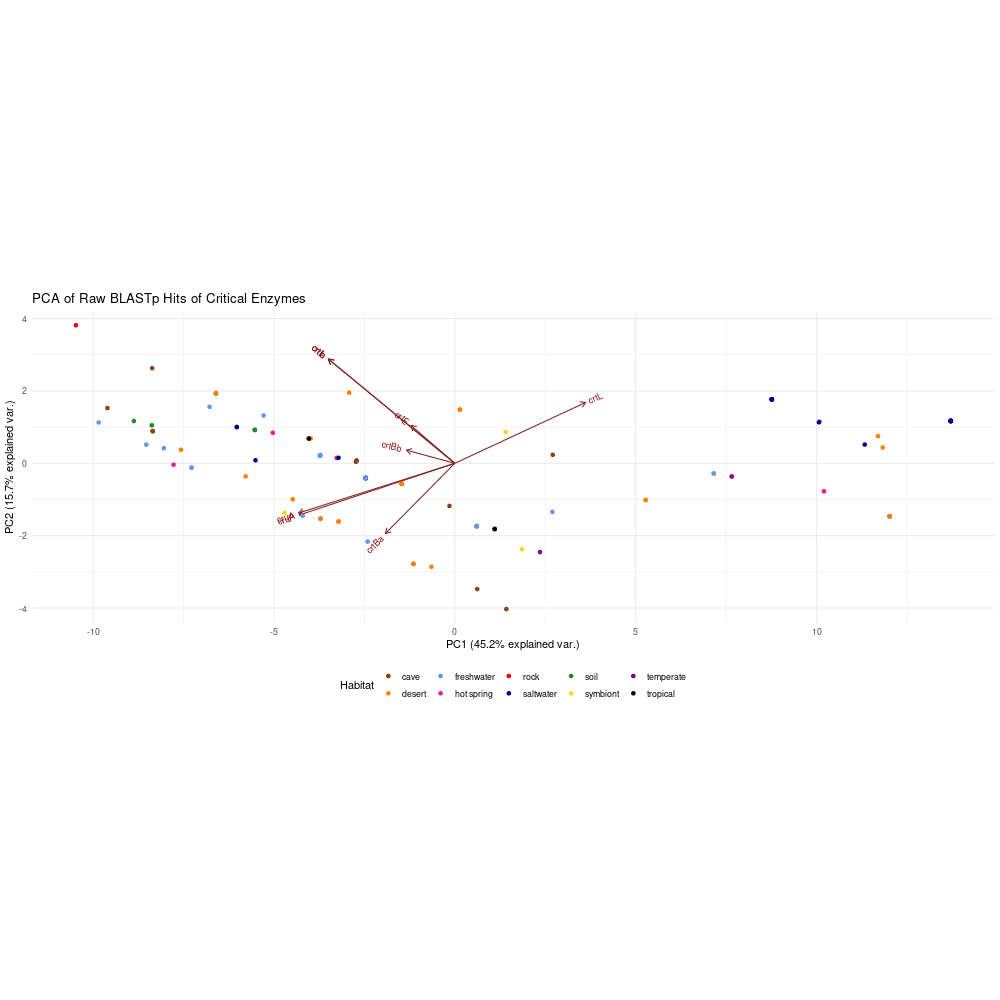 PCA of Raw BLASTp Hits of Critical Enzymes
4
2
0
-2
-4
PC2 (15.7% explained var.)
crtL
crtE
crtBb
crtBa
-10
-5
0
5
10
PC1 (45.2% explained var.)
Habitat
cave
freshwater
rock
soil
temperate
desert
hot spring
saltwater
symbiont
tropical